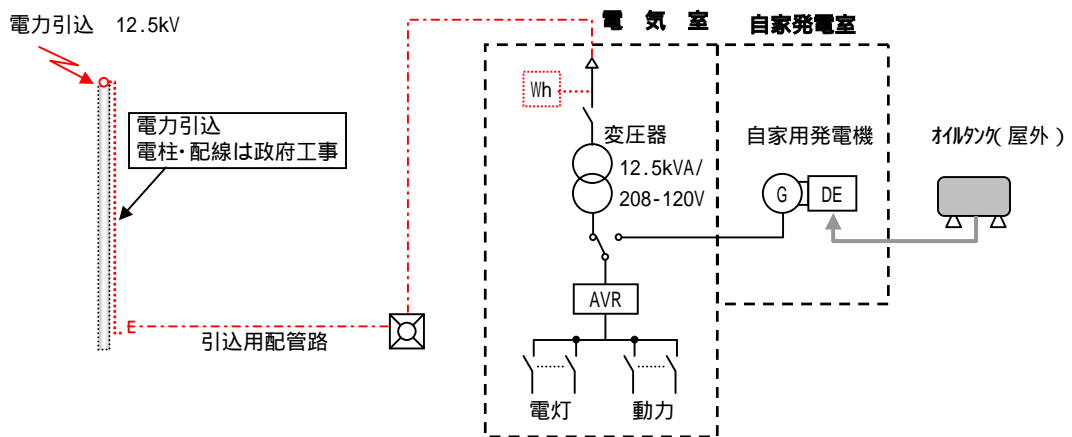 電力引込 12.5kV
電気室
自家発電室
Wh
電力引込
電柱・配線は政府工事
変圧器
12.5kVA/
208-120V
自家用発電機
ｵｲﾙﾀﾝｸ(屋外)
G
DE
AVR
E
引込用配管路
電灯
動力